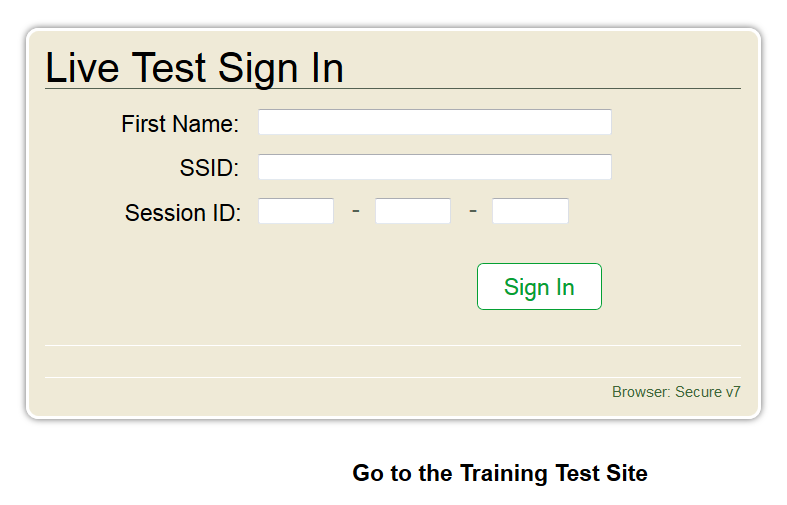 Live Test Sign In
First Name:
SSID:
Session ID: - -
Sign In
Browser: Secure v7
Go to the Training Test Site